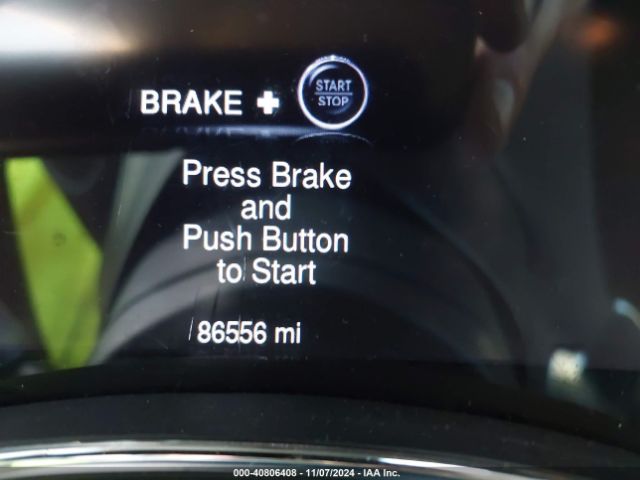 BRAKE + START
STOP
Press Brake
and
Push Button
to Start
86556 mi
000-40806408 - 11/07/2024 - IAA Inc.